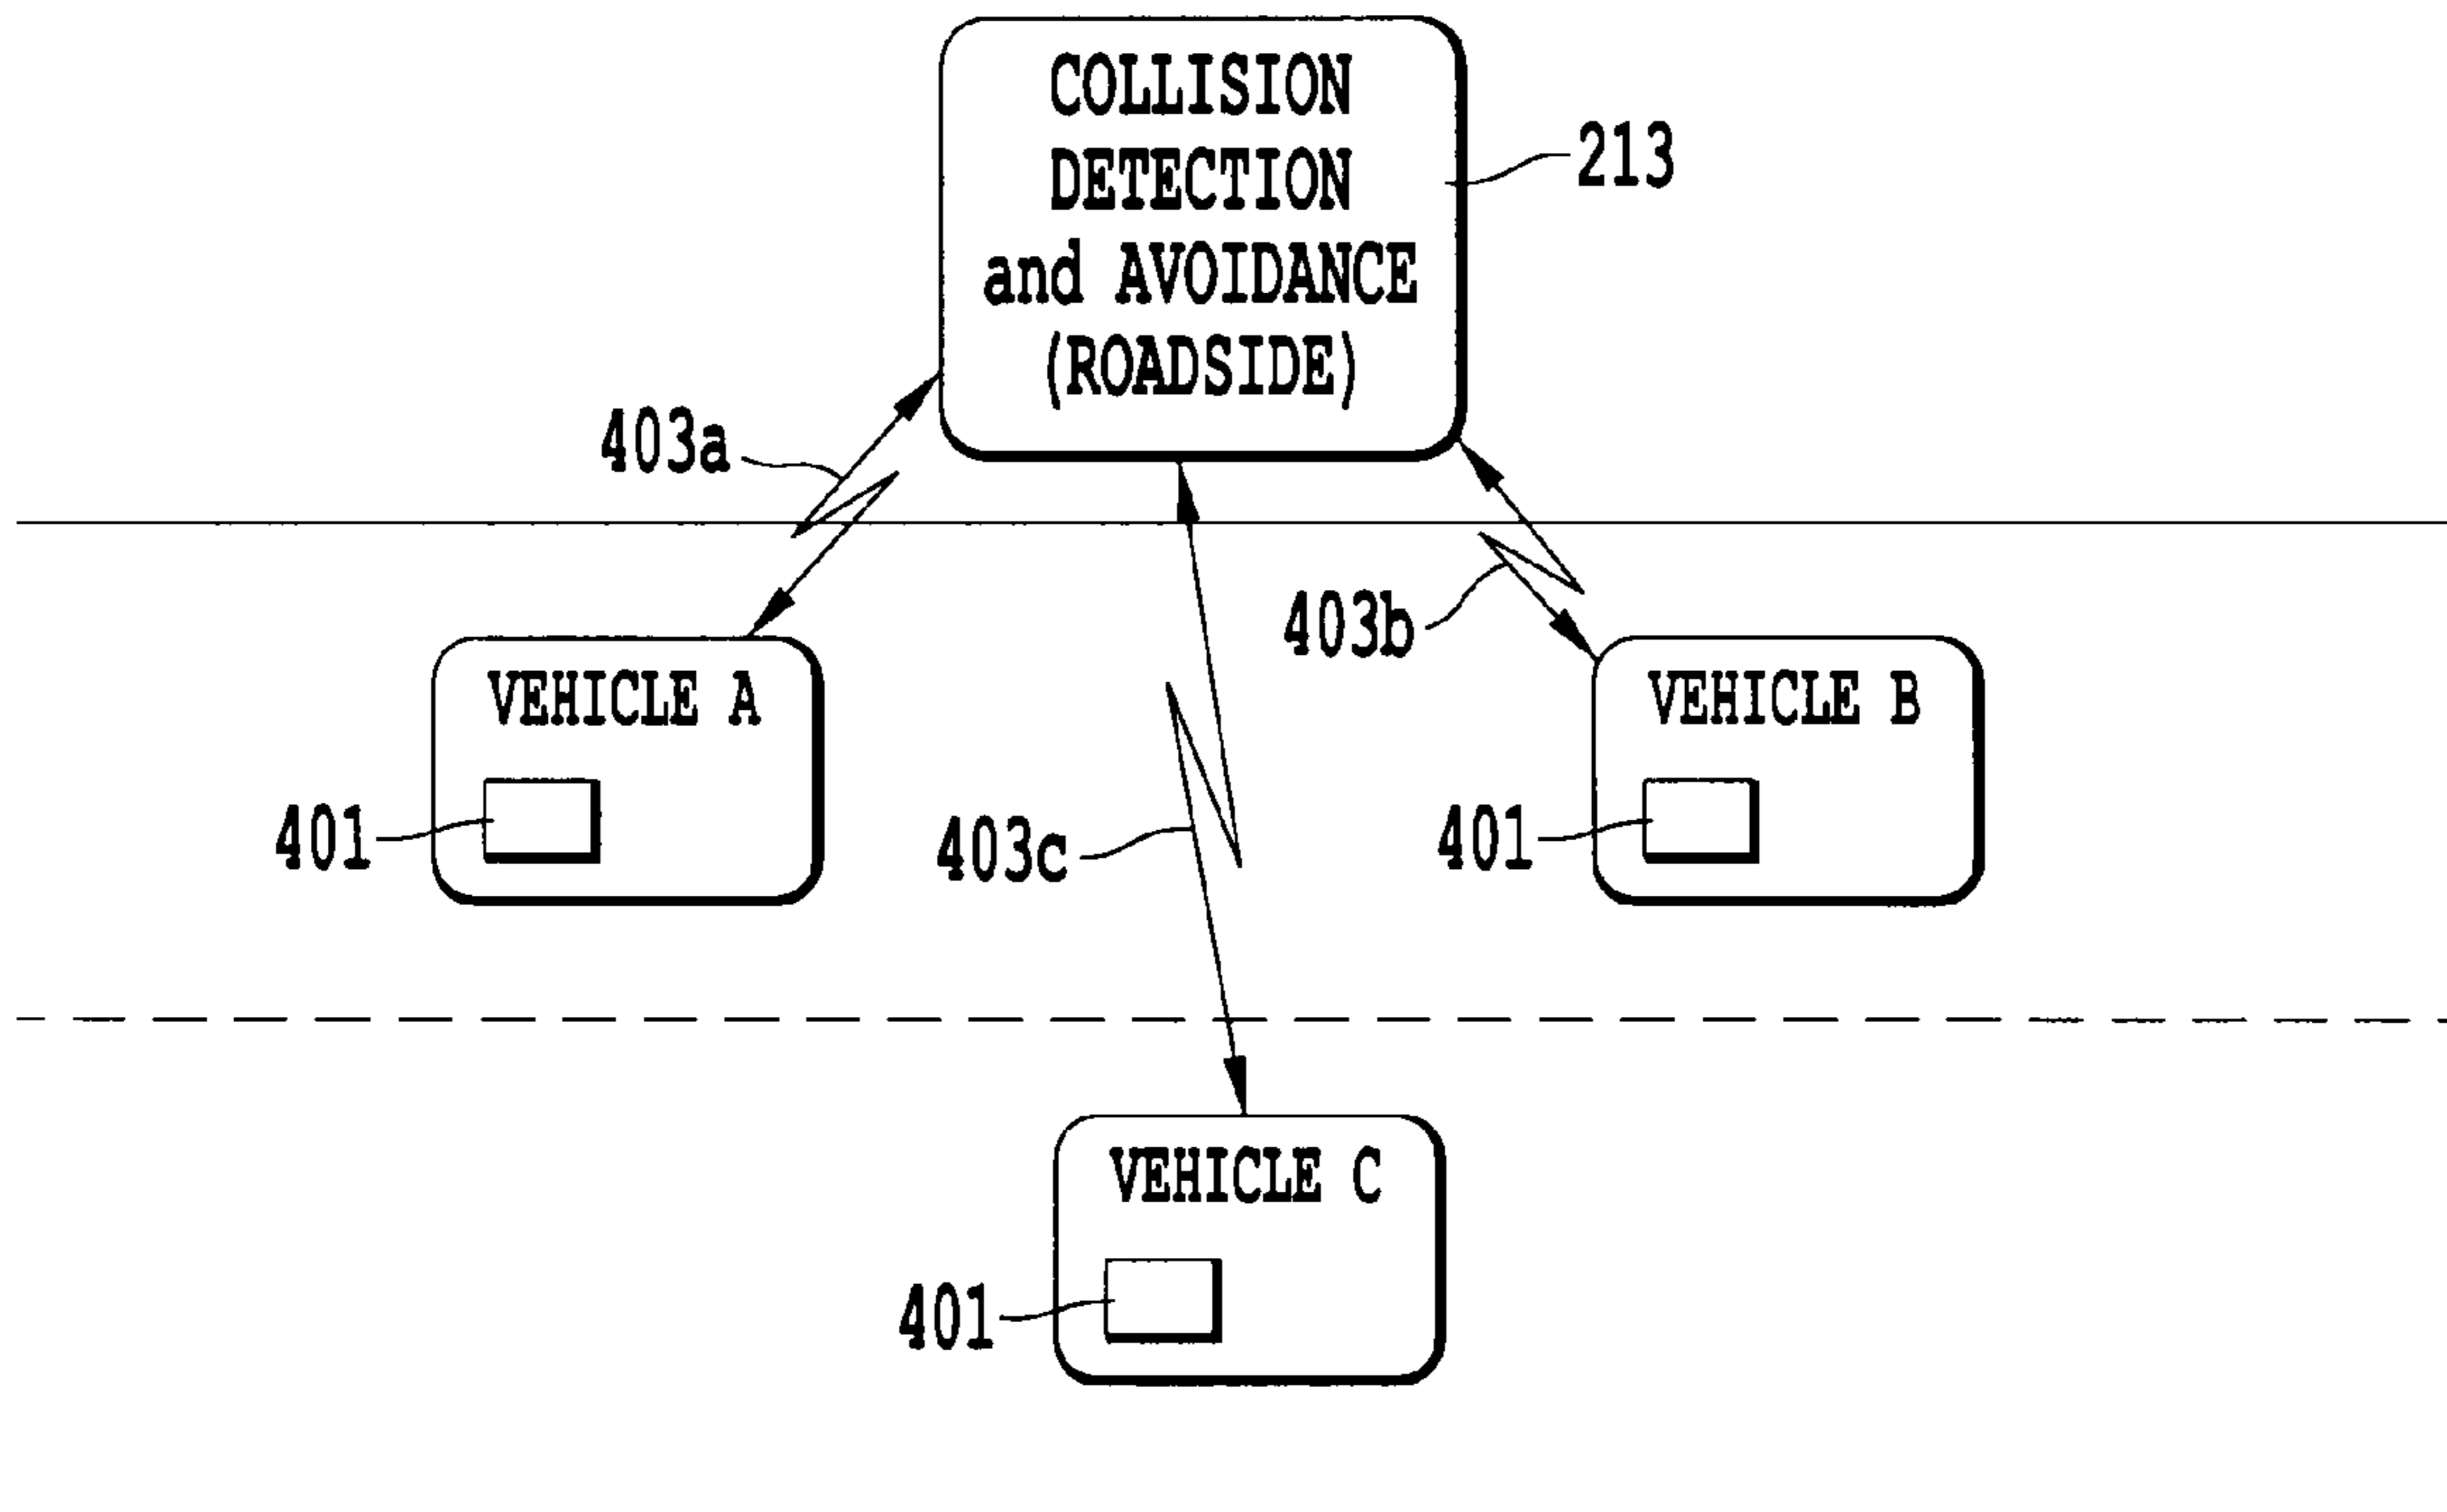 COLLISION
DETECTION
and AVOIDANCE
(ROADSIDE)
213
403a
403b
VEHICLE A
VEHICLE B
401
403c
401
VEHICLE C
401